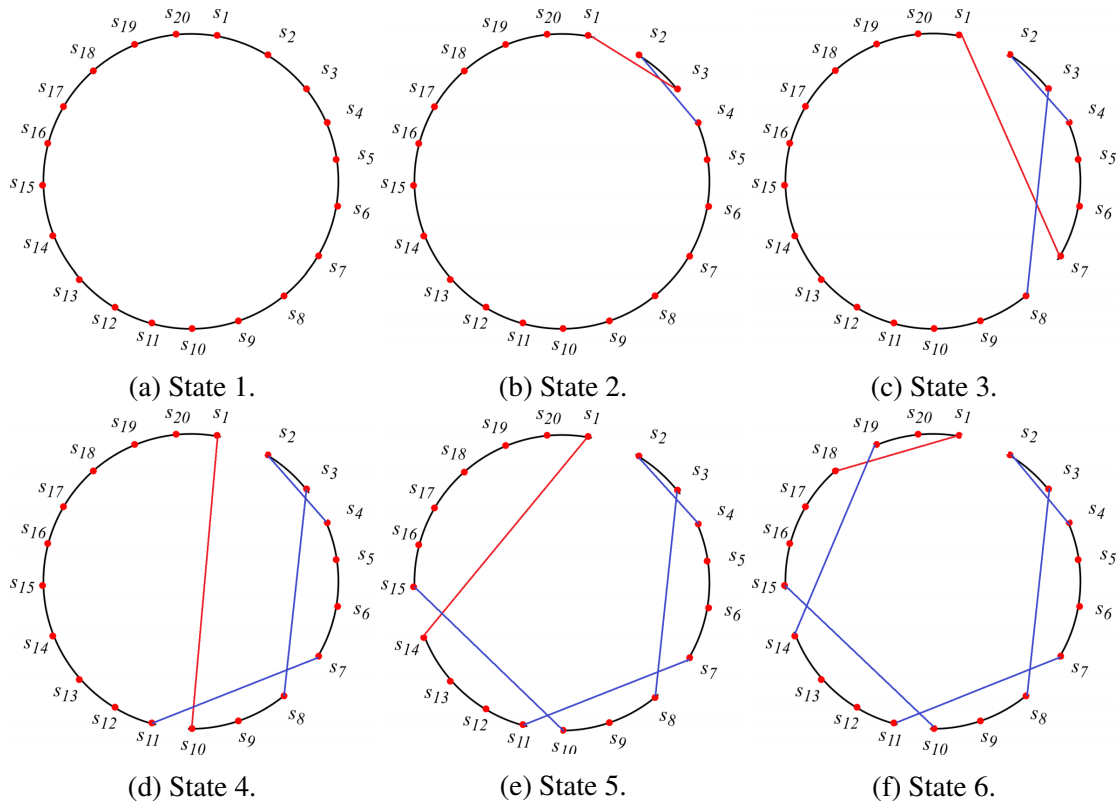 s20 s1
s19 s2
s18 s3
s17 s4
s16 s5
s15 s6
s14 s7
s13 s8
s12 s9
s11 s10
(a) State 1.
s20 s1
s19 s2
s18 s3
s17 s4
s16 s5
s15 s6
s14 s7
s13 s8
s12 s9
s11 s10
(b) State 2.
s20 s1
s19 s2
s18 s3
s17 s4
s16 s5
s15 s6
s14 s7
s13 s8
s12 s9
s11 s10
(c) State 3.
s20 s1
s19 s2
s18 s3
s17 s4
s16 s5
s15 s6
s14 s7
s13 s8
s12 s9
s11 s10
(d) State 4.
s20 s1
s19 s2
s18 s3
s17 s4
s16 s5
s15 s6
s14 s7
s13 s8
s12 s9
s11 s10
(e) State 5.
s20 s1
s19 s2
s18 s3
s17 s4
s16 s5
s15 s6
s14 s7
s13 s8
s12 s9
s11 s10
(f) State 6.